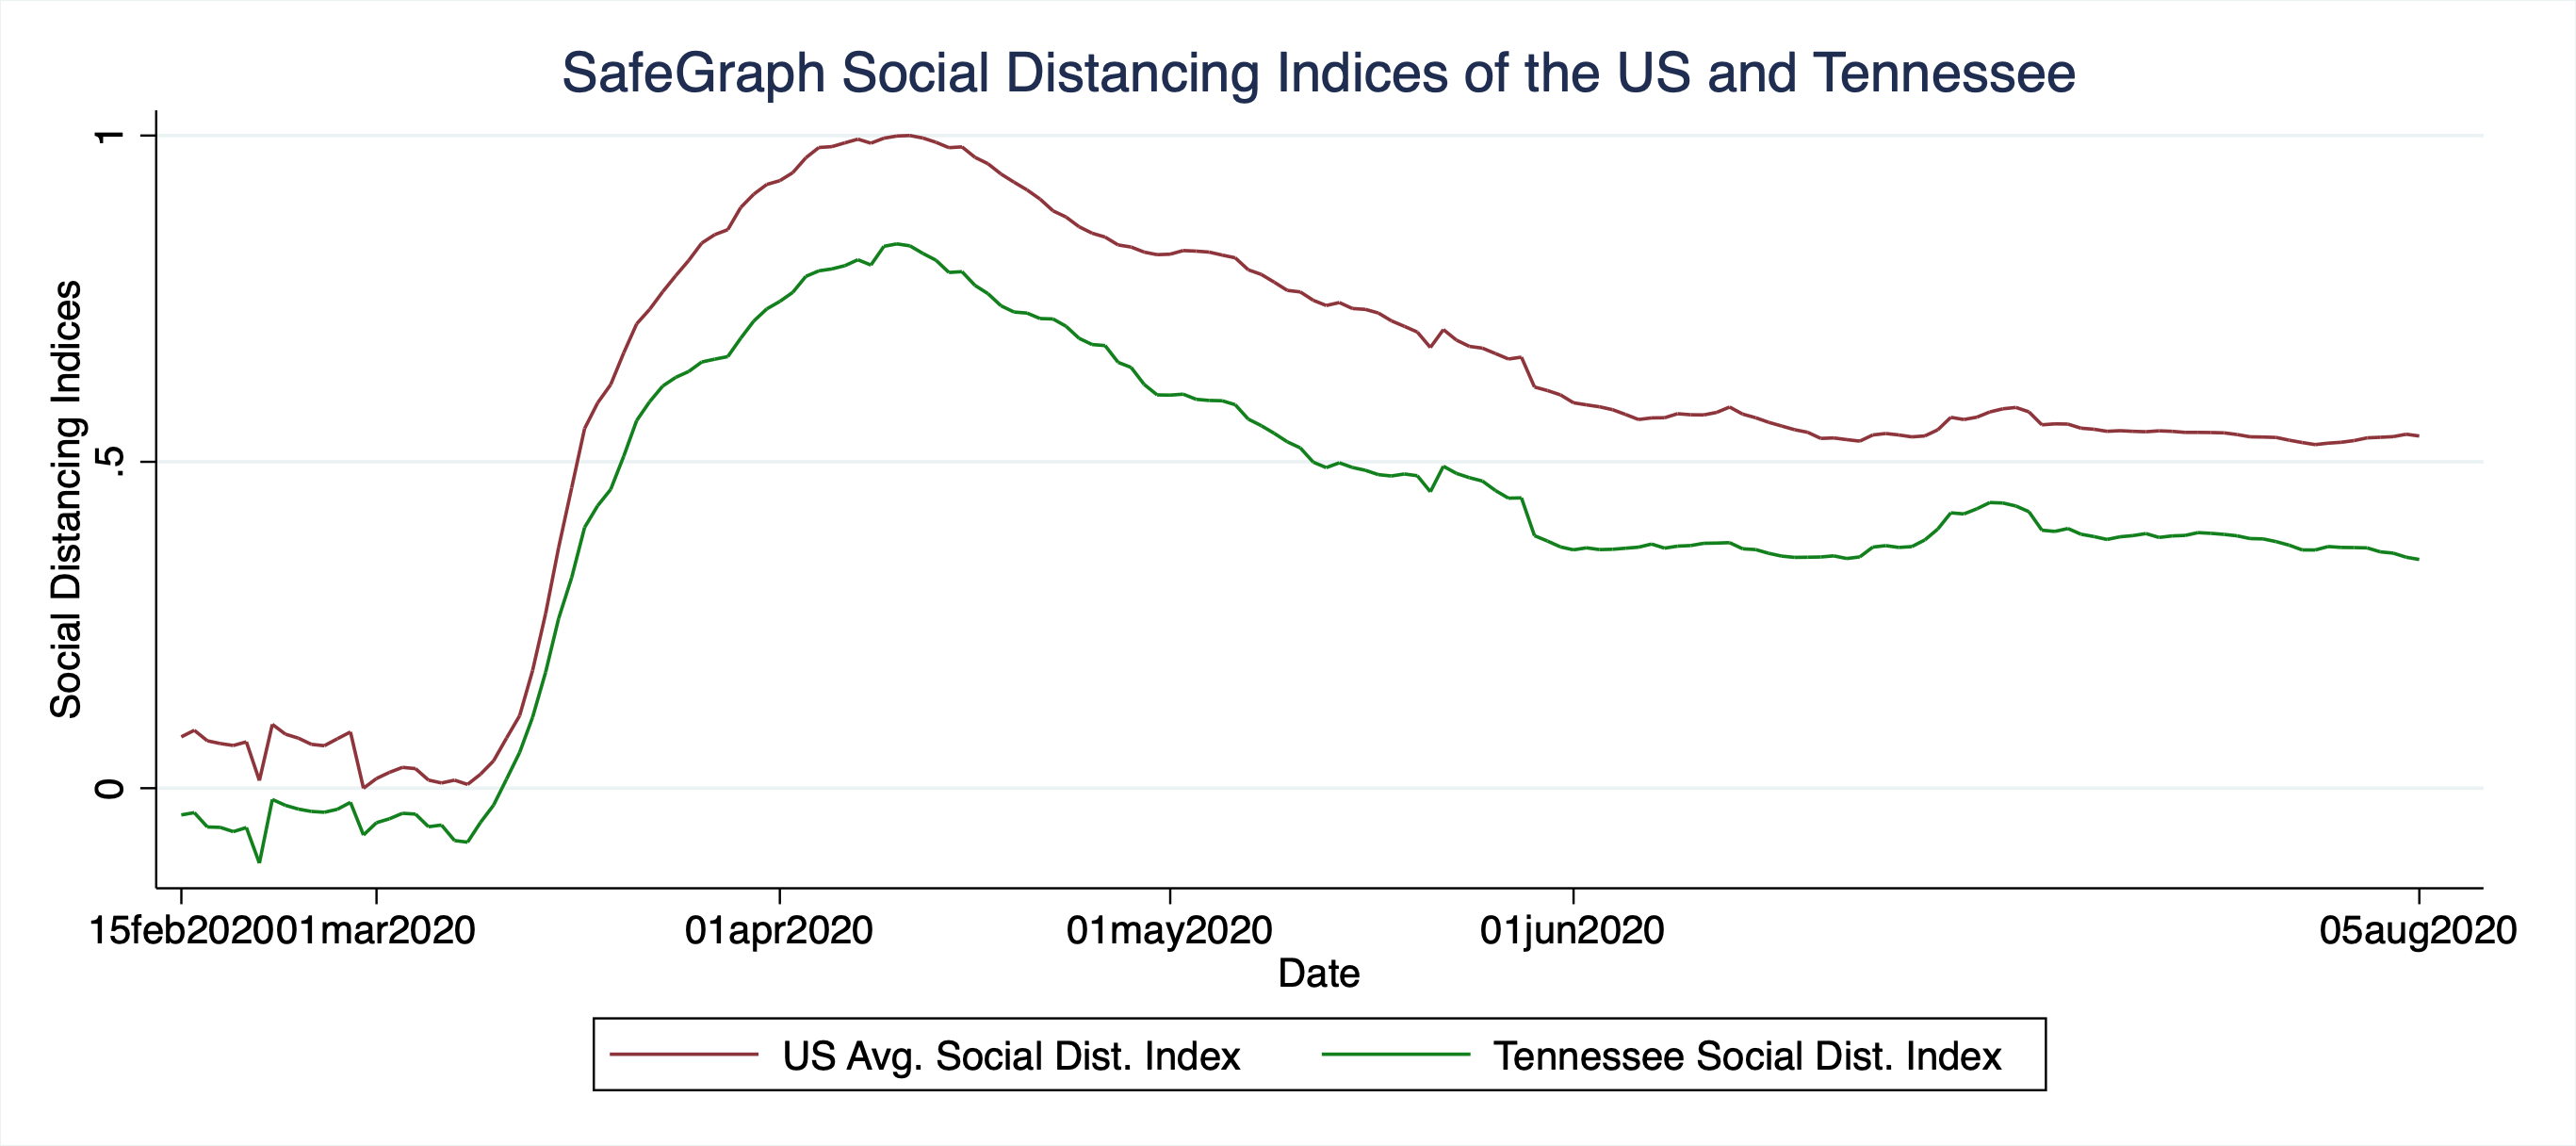 SafeGraph Social Distancing Indices of the US and Tennessee
Social Distancing Indices
1
.5
0
15feb2020
01mar2020
01apr2020
01may2020
01jun2020
05aug2020
Date
US Avg. Social Dist. Index
Tennessee Social Dist. Index